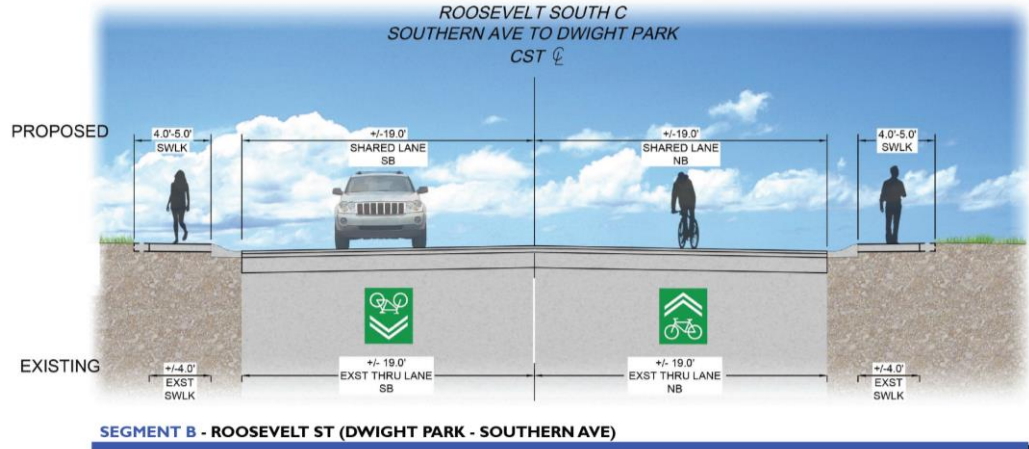 ROOSEVELT SOUTH C
SOUTHERN AVE TO DWIGHT PARK
CST ℄
PROPOSED
4.0'-5.0'
SWLK
+/-19.0'
SHARED LANE
SB
+/-19.0'
SHARED LANE
NB
4.0'-5.0'
SWLK
EXISTING
+/-4.0'
EXST
SWLK
+/- 19.0'
EXST THRU LANE
SB
+/- 19.0'
EXST THRU LANE
NB
+/-4.0'
EXST
SWLK
SEGMENT B - ROOSEVELT ST (DWIGHT PARK - SOUTHERN AVE)